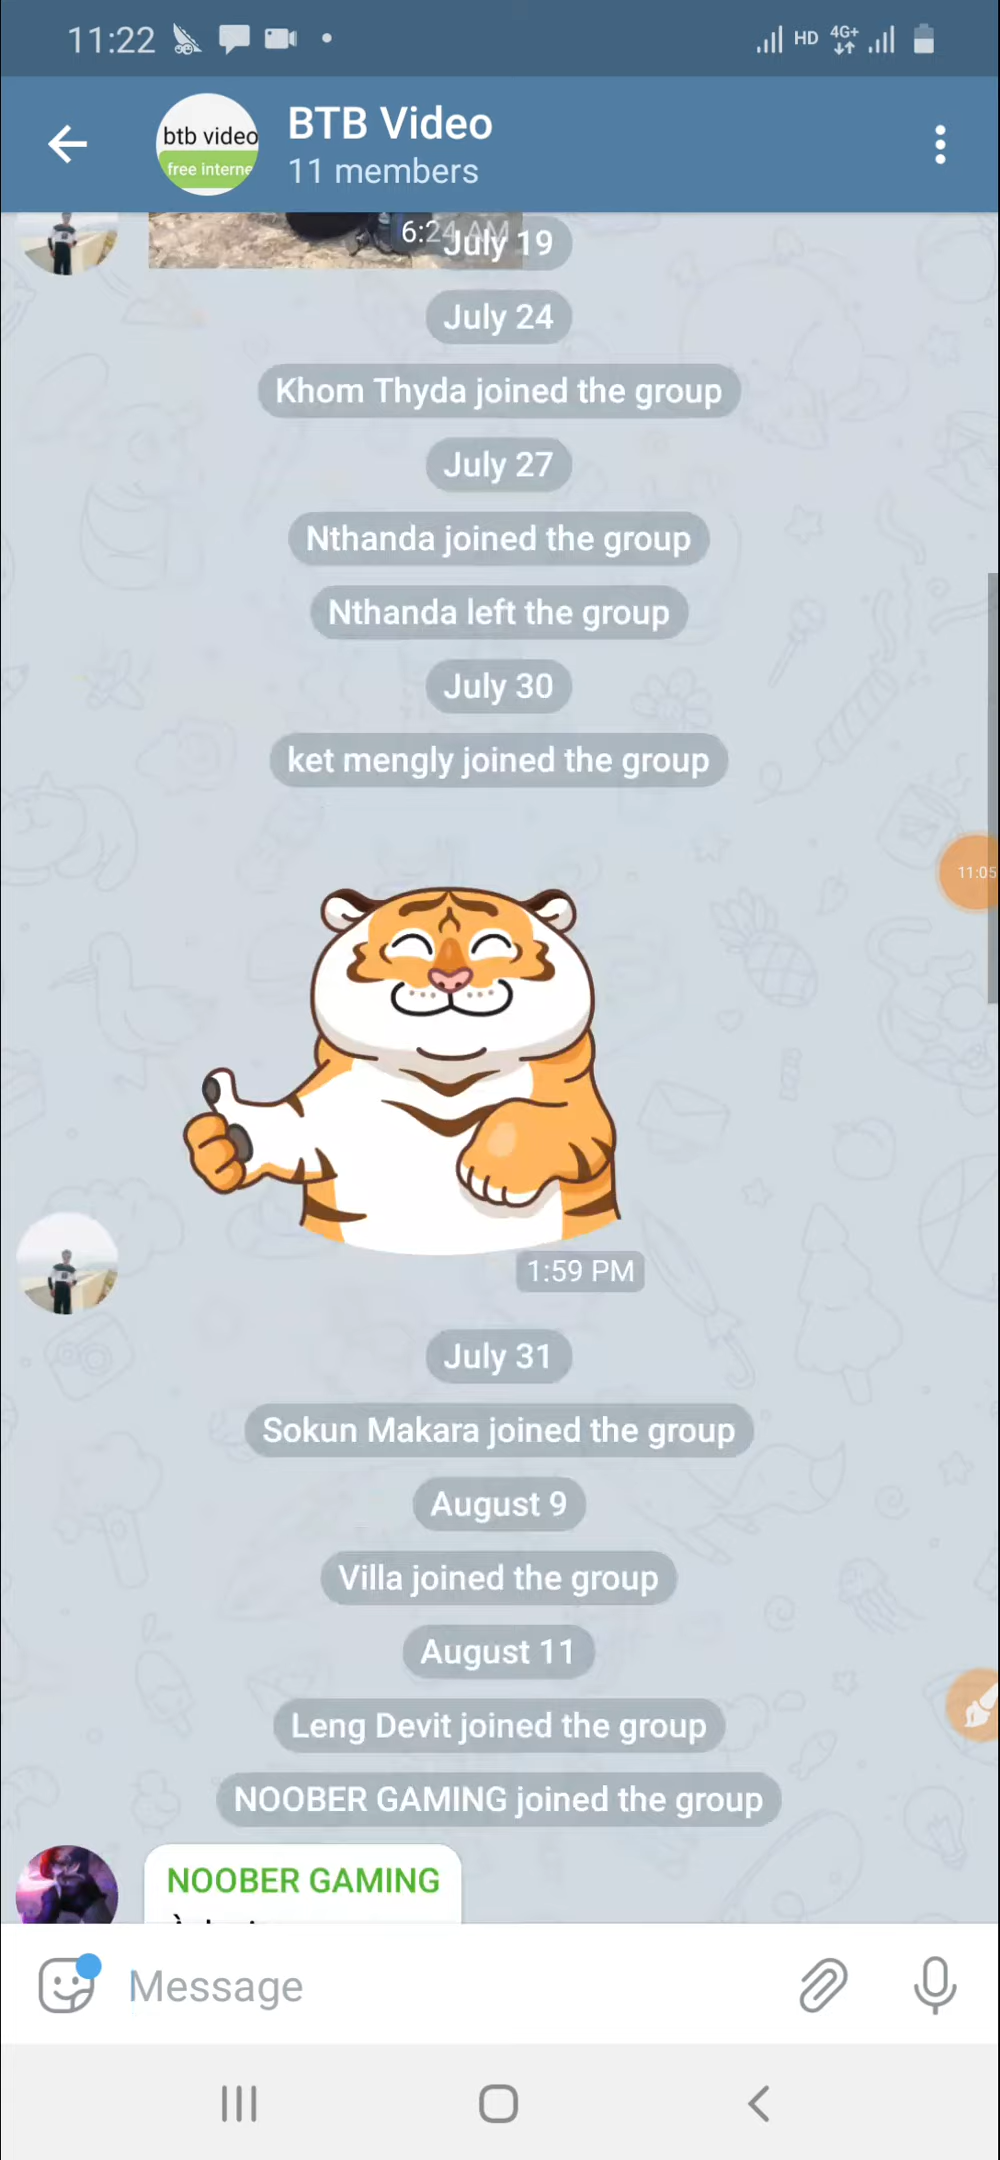 11:22
HD 4G+
btb video
free interne
BTB Video
11 members
6:24 AM
July 19
July 24
Khom Thyda joined the group
July 27
Nthanda joined the group
Nthanda left the group
July 30
ket mengly joined the group
11:05
1:59 PM
July 31
Sokun Makara joined the group
August 9
Villa joined the group
August 11
Leng Devit joined the group
NOOBER GAMING joined the group
NOOBER GAMING
Message